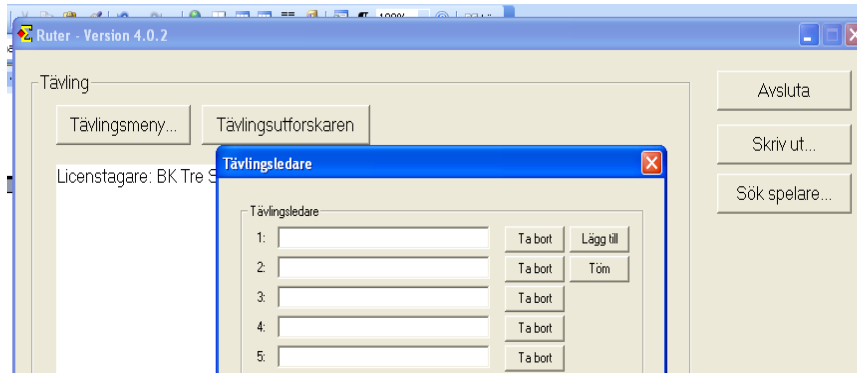 100%
Ruter - Version 4.0.2
Tävling
Tävlingsmeny...
Tävlingsutforskaren
Avsluta
Skriv ut...
Sök spelare...
Licenstagare: BK Tre S
Tävlingsledare
Tävlingsledare
1: Ta bort Lägg till
2: Ta bort Töm
3: Ta bort
4: Ta bort
5: Ta bort